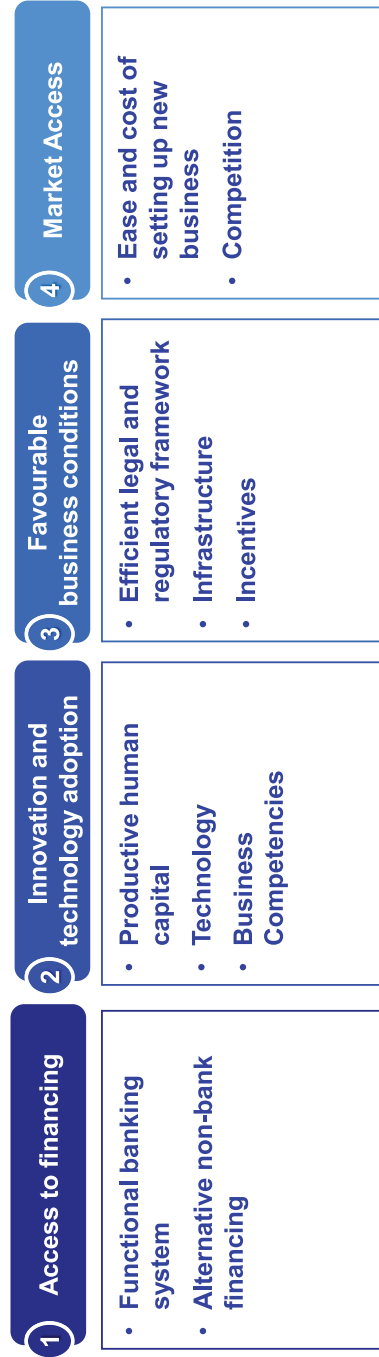 1
Access to financing
• Functional banking
system
• Alternative non-bank
financing
2
Innovation and
technology adoption
• Productive human
capital
• Technology
• Business
Competencies
3
Favourable
business conditions
• Efficient legal and
regulatory framework
• Infrastructure
• Incentives
4
Market Access
• Ease and cost of
setting up new
business
• Competition